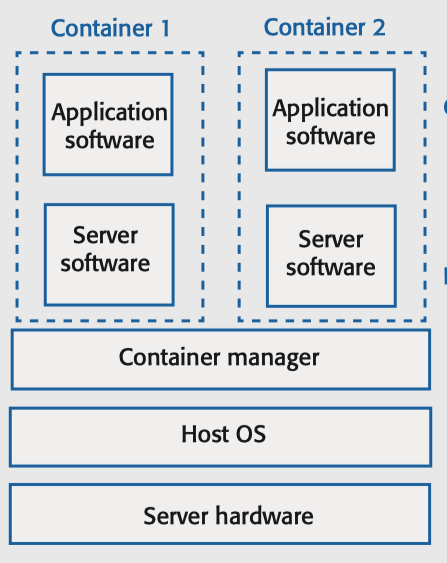 Container 1
Container 2
Application
software
Application
software
Server
software
Server
software
Container manager
Host OS
Server hardware